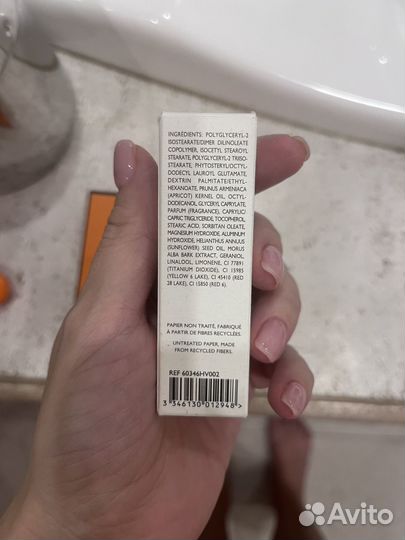 INGRÉDIENTS: POLYGLYCERYL-2
ISOSTEARATE/DIMER DILINOLEATE
COPOLYMER, ISOCETYL STEAROYL
STEARATE, POLYGLYCERYL-2 TRIISO-
STEARATE; PHYTOSTERYL/OCTYL-
DODECYL LAUROYL GLUTAMATE,
DEXTRIN PALMITATE/ETHYL-
HEXANOATE, PRUNUS ARMENIACA
(APRICOT) KERNEL OIL, OCTYL-
DODECANOL, GLYCERYL CAPRYLATE,
PARFUM (FRAGRANCE), CAPRYLIC/
CAPRIC TRIGLYCERIDE, TOCOPHEROL,
STEARIC ACID, SORBITAN OLEATE,
MAGNESIUM HYDROXIDE, ALUMINUM
HYDROXIDE, HELIANTHUS ANNUUS
(SUNFLOWER) SEED OIL, MORUS
ALBA BARK EXTRACT, GERANIOL,
LINALOOL, LIMONENE, CI 77891
(TITANIUM DIOXIDE), CI 15985
(YELLOW 6 LAKE), CI 45410 (RED
28 LAKE), CI 15850 (RED 6).
PAPIER NON TRAITÉ, FABRIQUÉ
À PARTIR DE FIBRES RECYCLÉES.
UNTREATED PAPER, MADE
FROM RECYCLED FIBERS.
REF 60346HV002
3 346130 012948
Avito